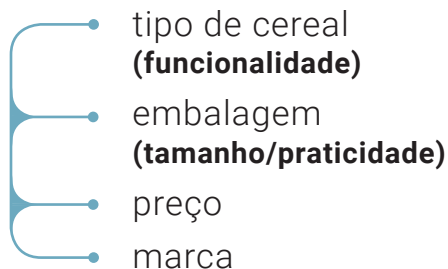 tipo de cereal
(funcionalidade)
embalagem
(tamanho/praticidade)
preço
marca